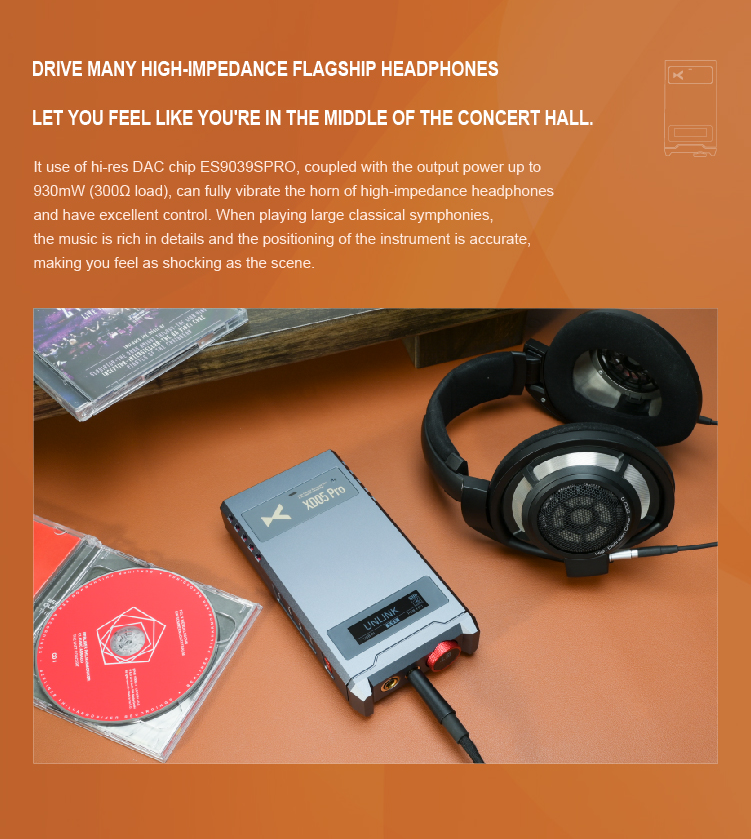 DRIVE MANY HIGH-IMPEDANCE FLAGSHIP HEADPHONES
LET YOU FEEL LIKE YOU'RE IN THE MIDDLE OF THE CONCERT HALL.
It use of hi-res DAC chip ES9039SPRO, coupled with the output power up to
930mW (300Ω load), can fully vibrate the horn of high-impedance headphones
and have excellent control. When playing large classical symphonies,
the music is rich in details and the positioning of the instrument is accurate,
making you feel as shocking as the scene.
XD05 Pro
UNLINK